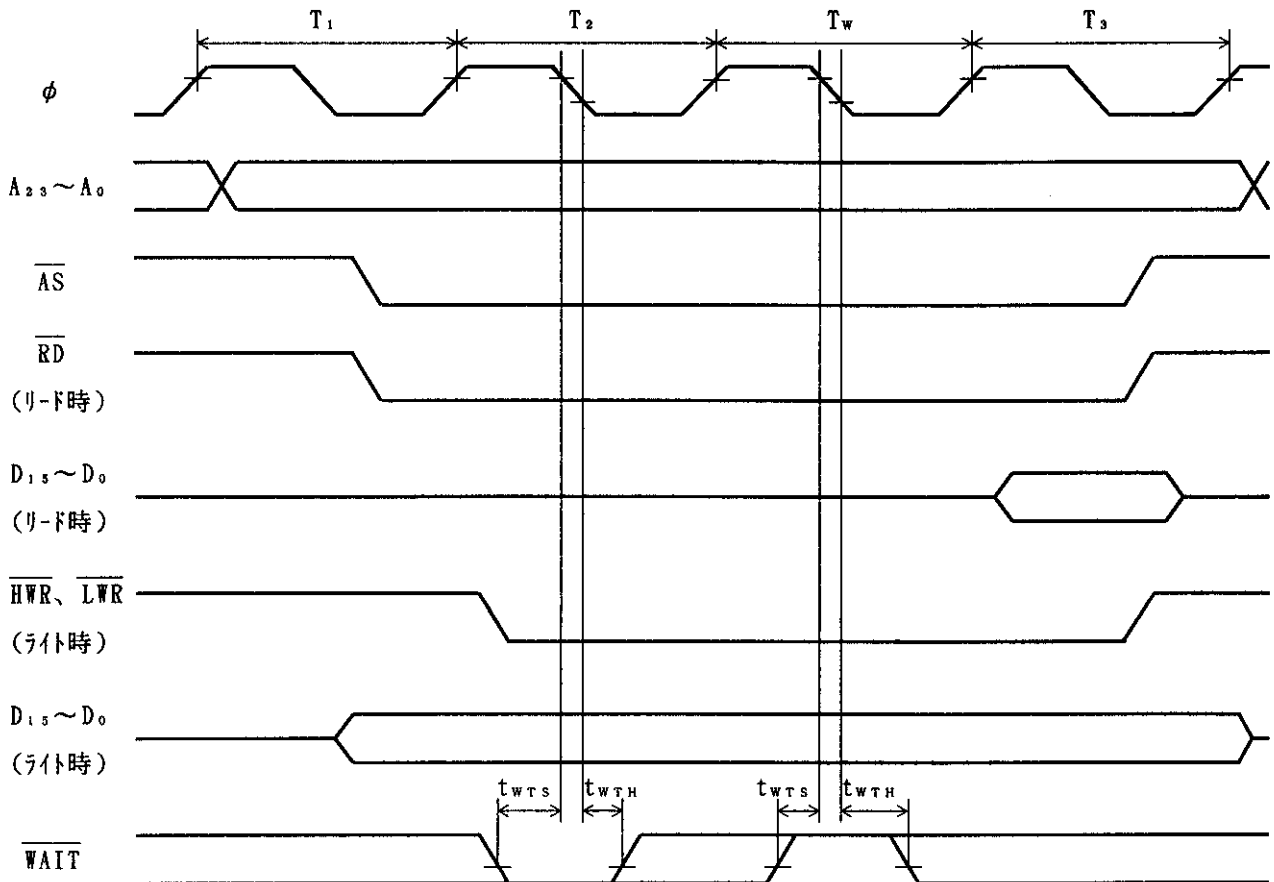 T₁ T₂ Tw T₃
φ
A₂₃～A₀
AS
RD
(リード時)
D₁₅～D₀
(リード時)
HWR、LWR
(ライト時)
D₁₅～D₀
(ライト時)
tWTS tWTH tWTS tWTH
WAIT